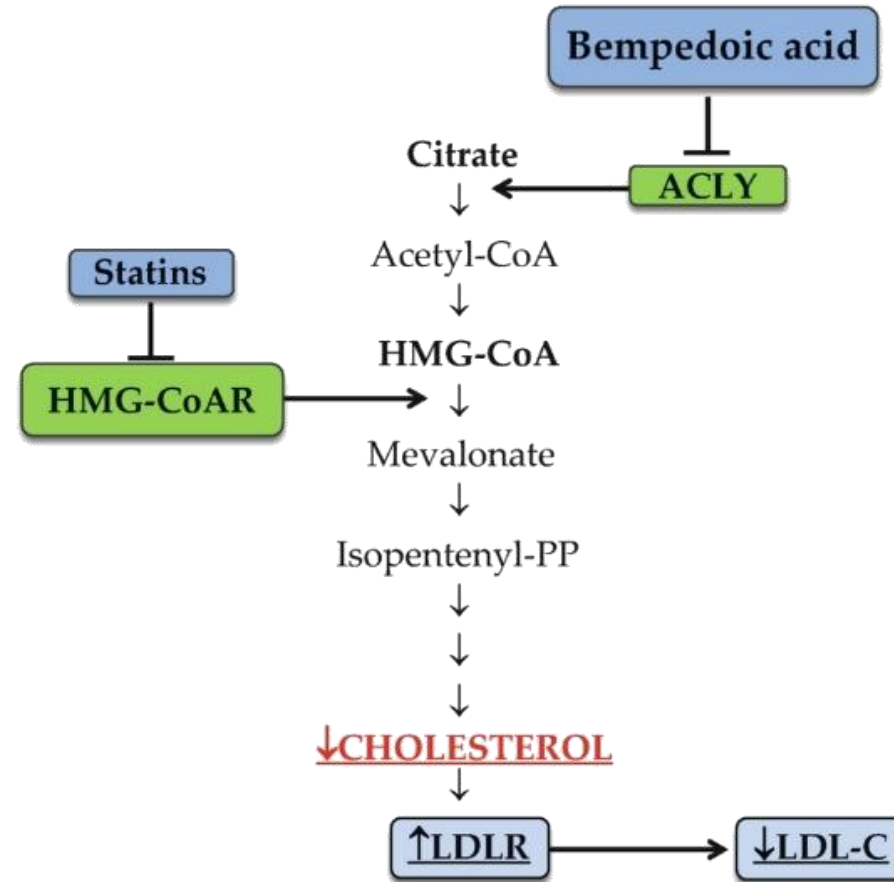 Bempedoic acid
Citrate
ACLY
↓
Acetyl-CoA
Statins
↓
HMG-CoA
HMG-CoAR
↓
Mevalonate
↓
Isopentenyl-PP
↓
↓
↓
↓CHOLESTEROL
↓
↑LDLR
↓LDL-C